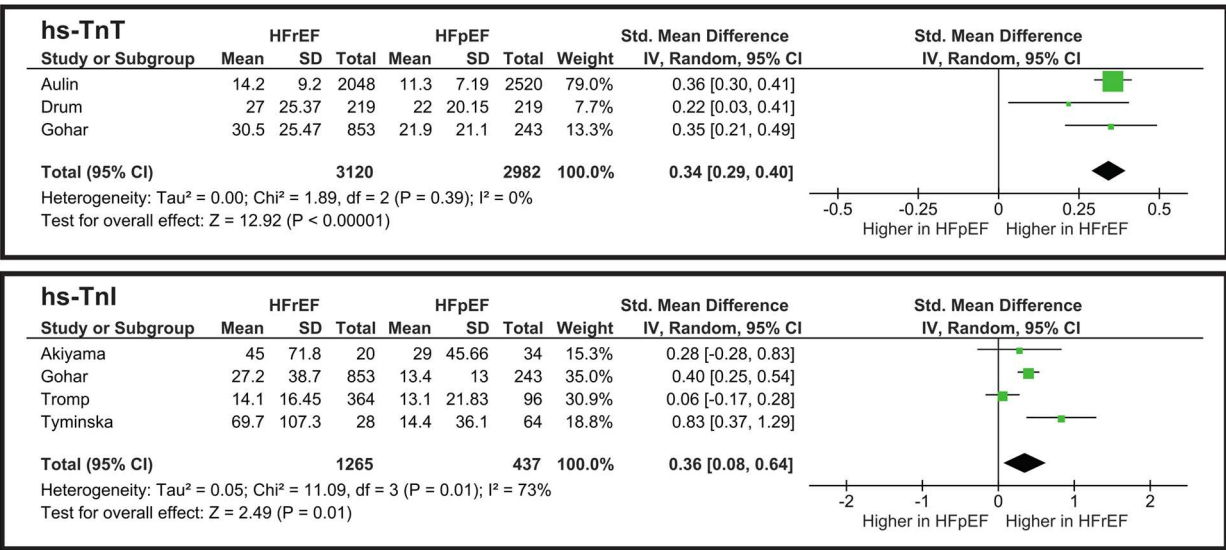 hs-TnT
HFrEF HFpEF Std. Mean Difference Std. Mean Difference
Study or Subgroup Mean SD Total Mean SD Total Weight IV, Random, 95% CI IV, Random, 95% CI
Aulin 14.2 9.2 2048 11.3 7.19 2520 79.0% 0.36 [0.30, 0.41]
Drum 27 25.37 219 22 20.15 219 7.7% 0.22 [0.03, 0.41]
Gohar 30.5 25.47 853 21.9 21.1 243 13.3% 0.35 [0.21, 0.49]
Total (95% CI) 3120 2982 100.0% 0.34 [0.29, 0.40]
Heterogeneity: Tau² = 0.00; Chi² = 1.89, df = 2 (P = 0.39); I² = 0%
Test for overall effect: Z = 12.92 (P < 0.00001)
-0.5 -0.25 0 0.25 0.5
Higher in HFpEF Higher in HFrEF
hs-TnI
HFrEF HFpEF Std. Mean Difference Std. Mean Difference
Study or Subgroup Mean SD Total Mean SD Total Weight IV, Random, 95% CI IV, Random, 95% CI
Akiyama 45 71.8 20 29 45.66 34 15.3% 0.28 [-0.28, 0.83]
Gohar 27.2 38.7 853 13.4 13 243 35.0% 0.40 [0.25, 0.54]
Tromp 14.1 16.45 364 13.1 21.83 96 30.9% 0.06 [-0.17, 0.28]
Tyminska 69.7 107.3 28 14.4 36.1 64 18.8% 0.83 [0.37, 1.29]
Total (95% CI) 1265 437 100.0% 0.36 [0.08, 0.64]
Heterogeneity: Tau² = 0.05; Chi² = 11.09, df = 3 (P = 0.01); I² = 73%
Test for overall effect: Z = 2.49 (P = 0.01)
-2 -1 0 1 2
Higher in HFpEF Higher in HFrEF